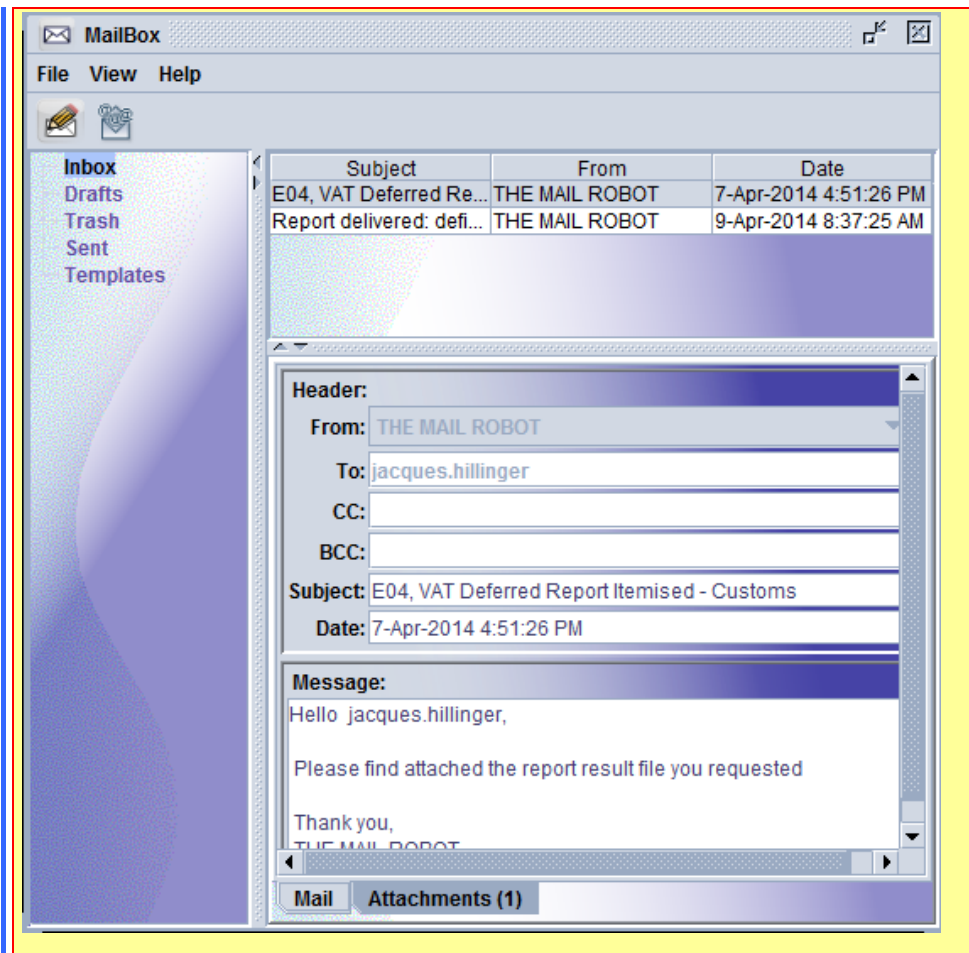 MailBox
File View Help
Inbox
Drafts
Trash
Sent
Templates
Subject From Date
E04, VAT Deferred Re... THE MAIL ROBOT 7-Apr-2014 4:51:26 PM
Report delivered: defi... THE MAIL ROBOT 9-Apr-2014 8:37:25 AM
Header:
From: THE MAIL ROBOT
To: jacques.hillinger
CC:
BCC:
Subject: E04, VAT Deferred Report Itemised - Customs
Date: 7-Apr-2014 4:51:26 PM
Message:
Hello jacques.hillinger,
Please find attached the report result file you requested
Thank you,
THE MAIL ROBOT
Mail Attachments (1)